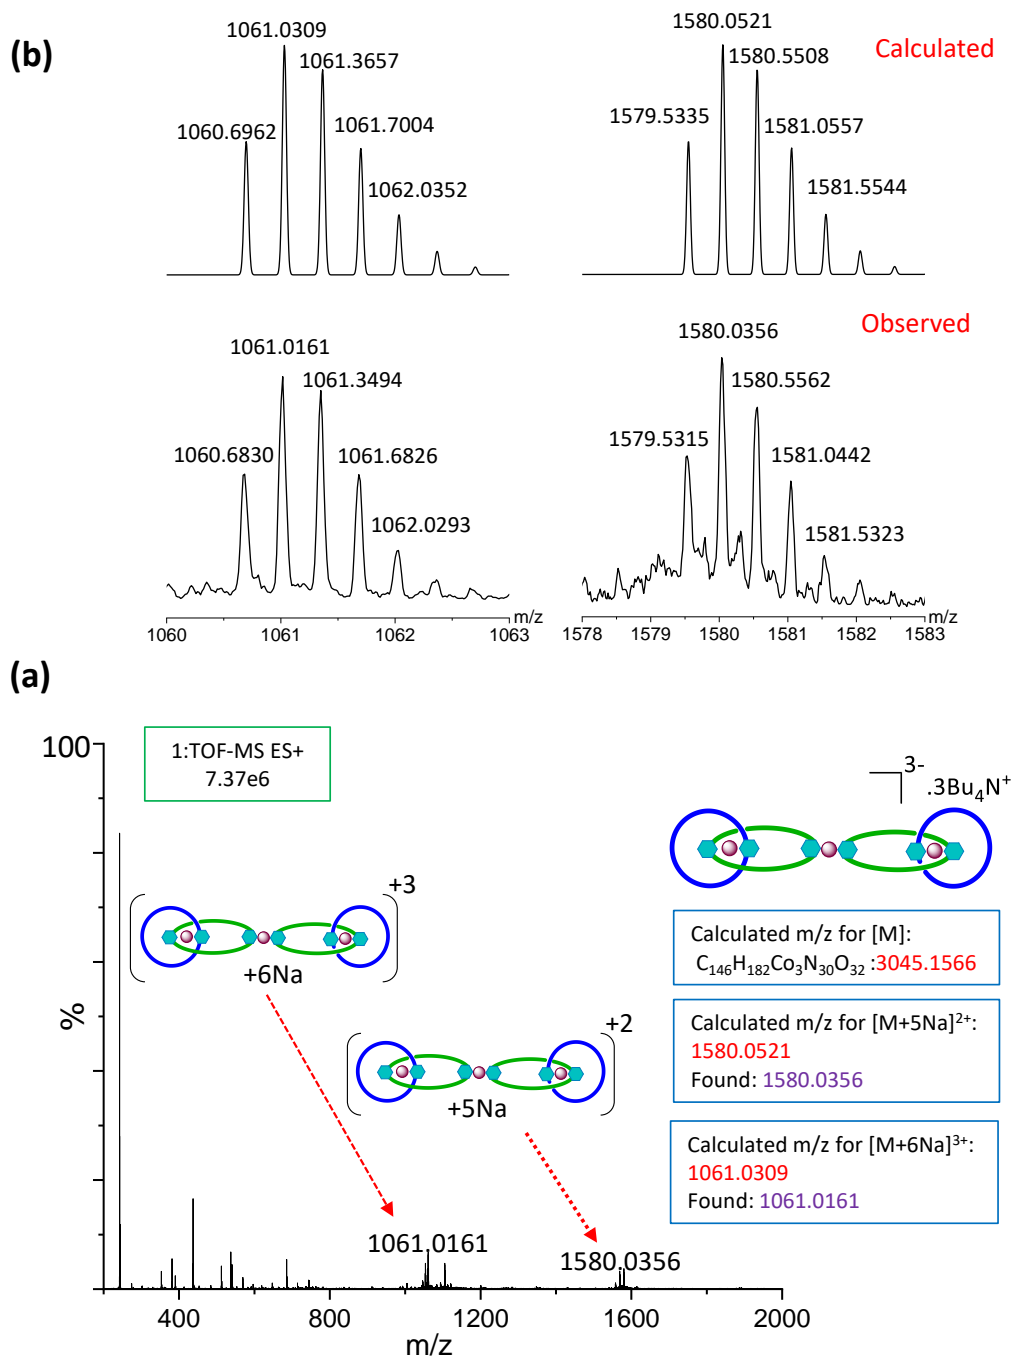 (b)
Calculated
1061.0309
1061.3657
1060.6962
1061.7004
1062.0352
1580.0521
1580.5508
1579.5335
1581.0557
1581.5544
Observed
1061.0161
1061.3494
1060.6830
1061.6826
1062.0293
1060 1061 1062 1063 m/z
1580.0356
1580.5562
1579.5315
1581.0442
1581.5323
1578 1579 1580 1581 1582 1583 m/z
(a)
100
%
1:TOF-MS ES+
7.37e6
3-
.3Bu₄N⁺
+3
+6Na
+2
+5Na
Calculated m/z for [M]:
C₁₄₆H₁₈₂Co₃N₃₀O₃₂ :3045.1566
Calculated m/z for [M+5Na]²⁺:
1580.0521
Found: 1580.0356
Calculated m/z for [M+6Na]³⁺:
1061.0309
Found: 1061.0161
1061.0161
1580.0356
400 800 1200 1600 2000
m/z